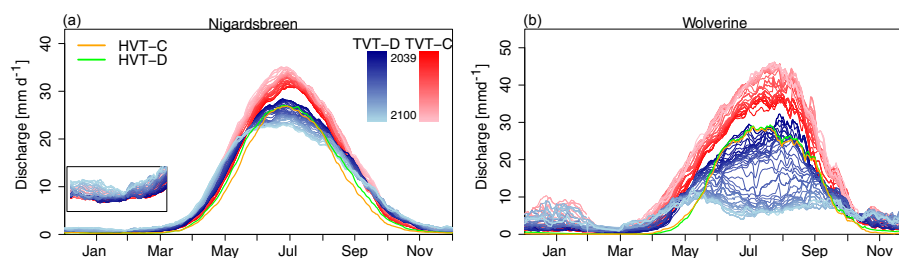 (a) Nigardsbreen
Discharge [mm d⁻¹]
0 10 20 30 40
HVT−C
HVT−D
TVT−D TVT−C
2039
2100
Jan Mar May Jul Sep Nov
(b) Wolverine
Discharge [mmd⁻¹]
0 10 20 30 40 50
Jan Mar May Jul Sep Nov